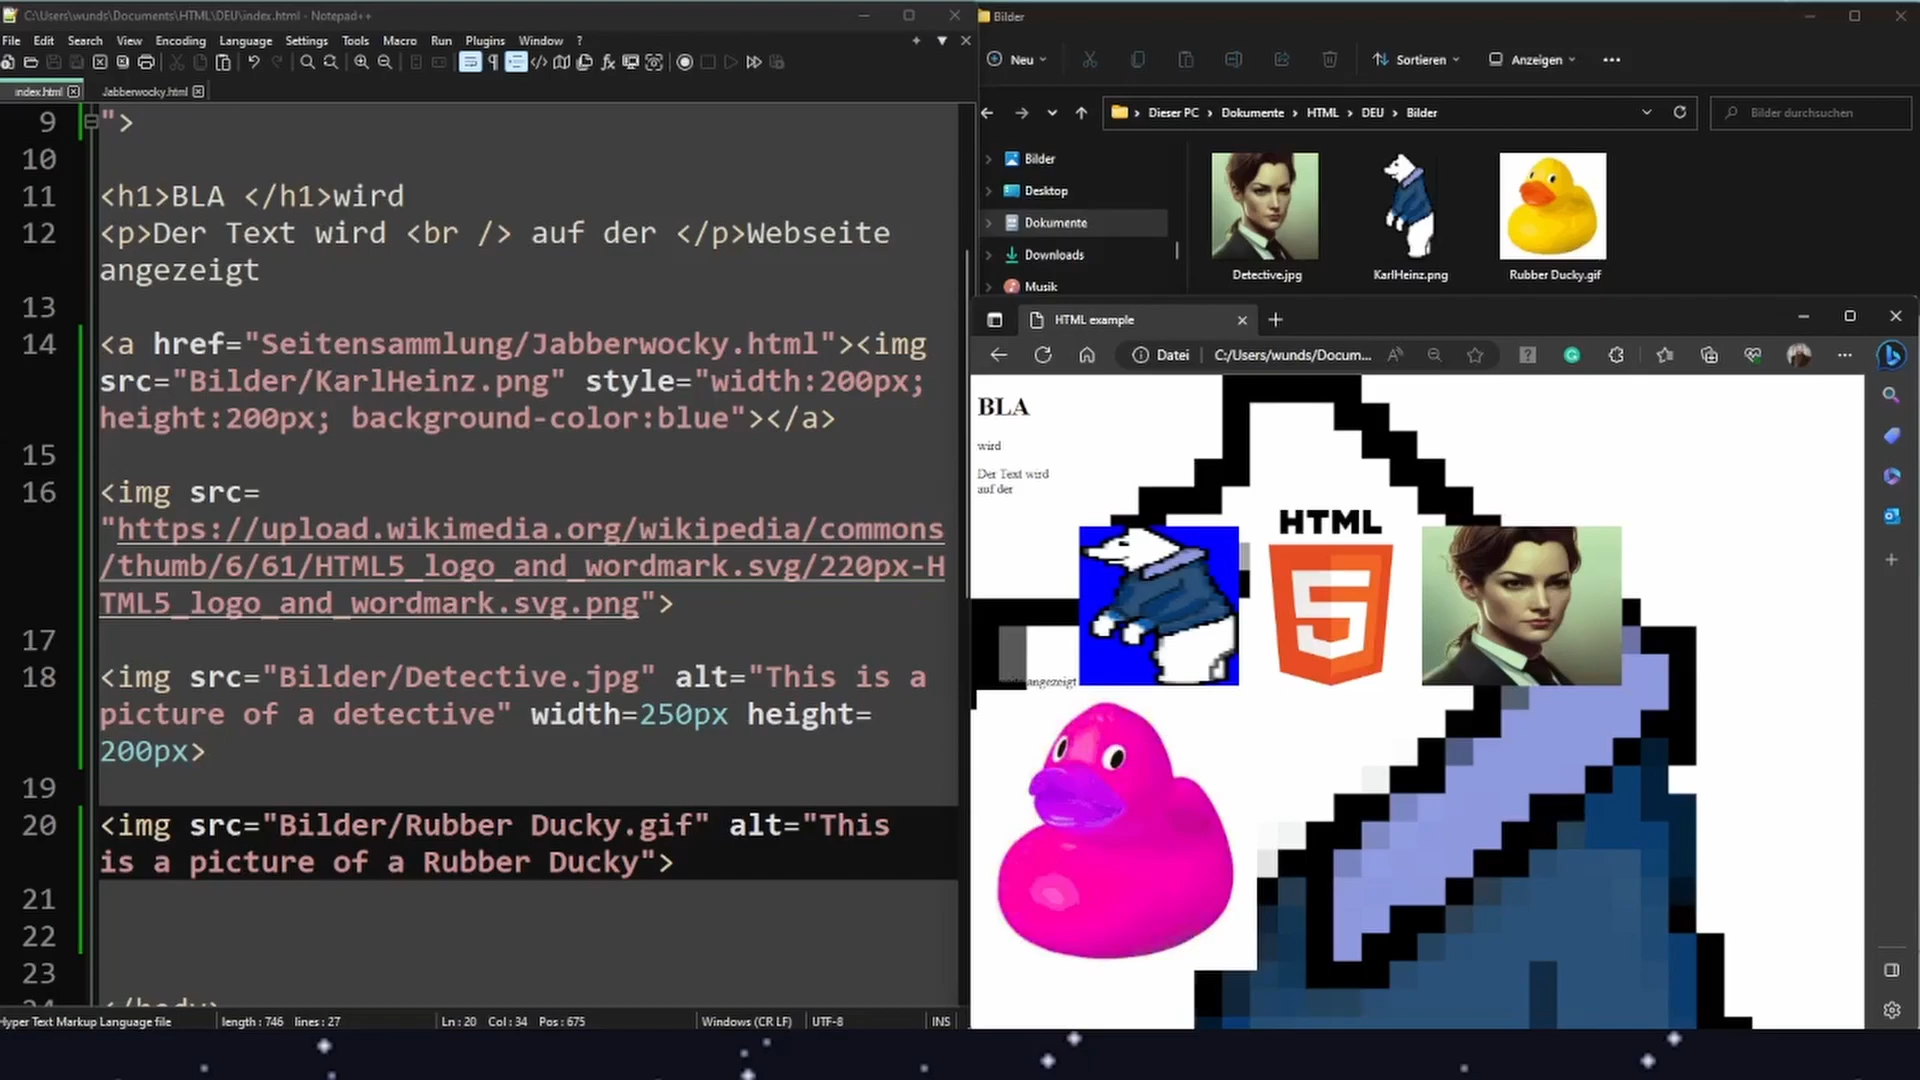 C:\Users\wunds\Documents\HTML\DEU\index.html - Notepad++
File Edit Search View Encoding Language Settings Tools Macro Run Plugins Window ?
index.html Jabberwocky.html
9 ">
10
11 <h1>BLA </h1>wird
12 <p>Der Text wird <br /> auf der </p>Webseite
angezeigt
13
14 <a href="Seitensammlung/Jabberwocky.html"><img
src="Bilder/KarlHeinz.png" style="width:200px;
height:200px; background-color:blue"></a>
15
16 <img src=
"https://upload.wikimedia.org/wikipedia/commons
/thumb/6/61/HTML5_logo_and_wordmark.svg/220px-H
TML5_logo_and_wordmark.svg.png">
17
18 <img src="Bilder/Detective.jpg" alt="This is a
picture of a detective" width=250px height=
200px>
19
20 <img src="Bilder/Rubber Ducky.gif" alt="This
is a picture of a Rubber Ducky">
21
22
23
24 </body>
Hyper Text Markup Language file length : 746 lines : 27 Ln : 20 Col : 34 Pos : 675 Windows (CR LF) UTF-8 INS
Bilder
Neu Sortieren Anzeigen
Dieser PC > Dokumente > HTML > DEU > Bilder Bilder durchsuchen
Bilder
Desktop
Dokumente
Downloads
Musik
Detective.jpg KarlHeinz.png Rubber Ducky.gif
HTML example
Datei C:/Users/wunds/Docum...
BLA
wird
Der Text wird
auf der
HTML
5
angezeigt